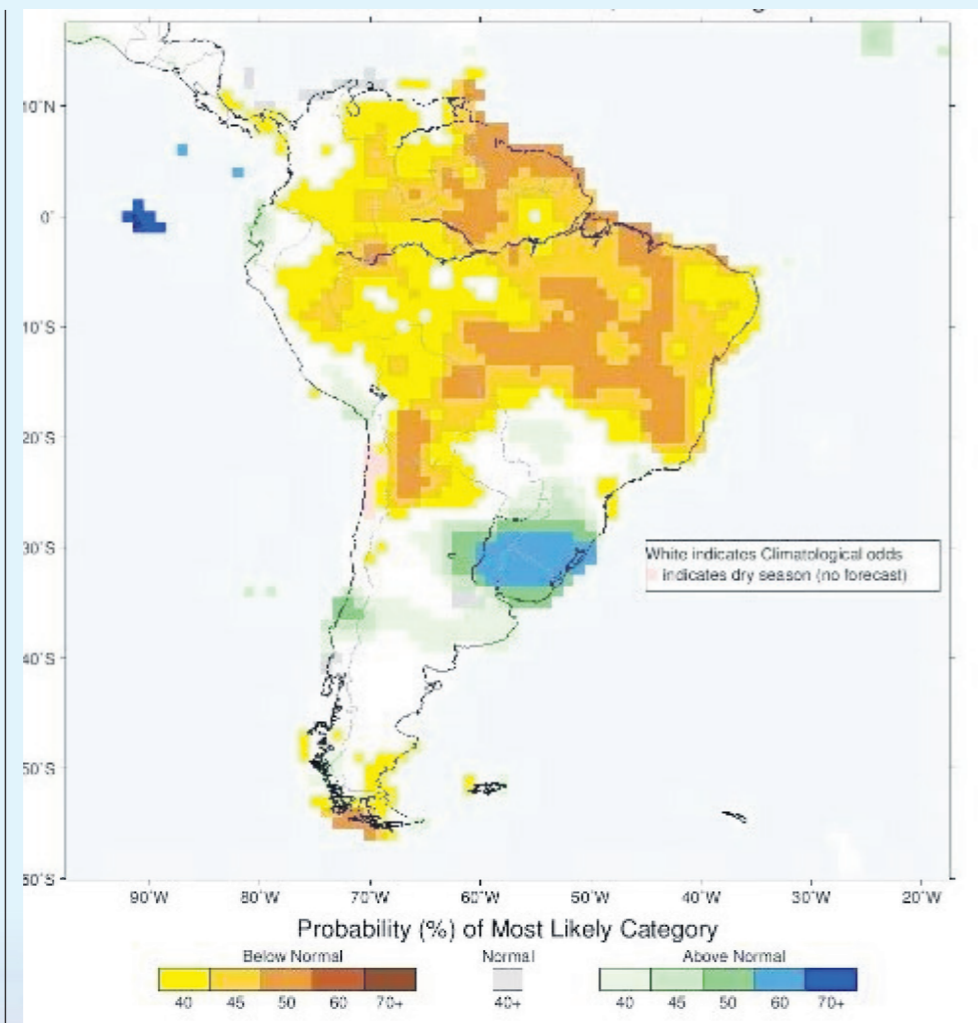 10˚N
0˚
10˚S
20˚S
30˚S
40˚S
50˚S
60˚S
White indicates Climatological odds
indicates dry season (no forecast)
90˚W 80˚W 70˚W 60˚W 50˚W 40˚W 30˚W 20˚W
Probability (%) of Most Likely Category
Below Normal Normal Above Normal
40 45 50 60 70+ 40+ 40 45 50 60 70+